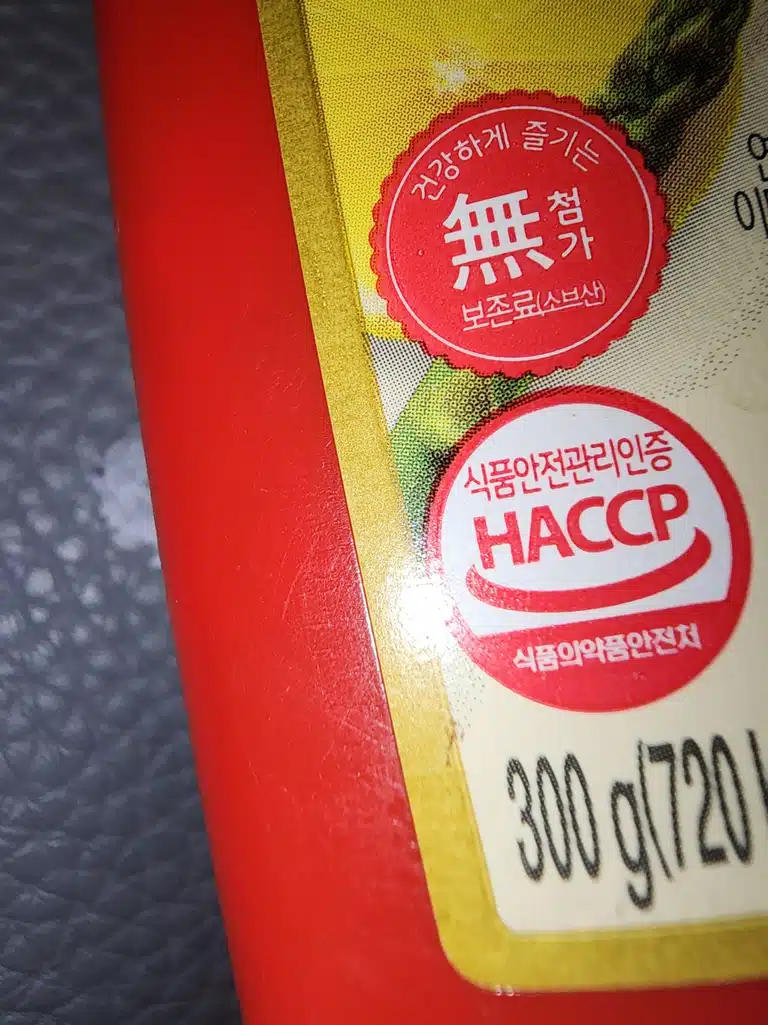 건강하게 즐기는
無첨가
보존료(소브산)
식품안전관리인증
HACCP
식품의약품안전처
300 g(720